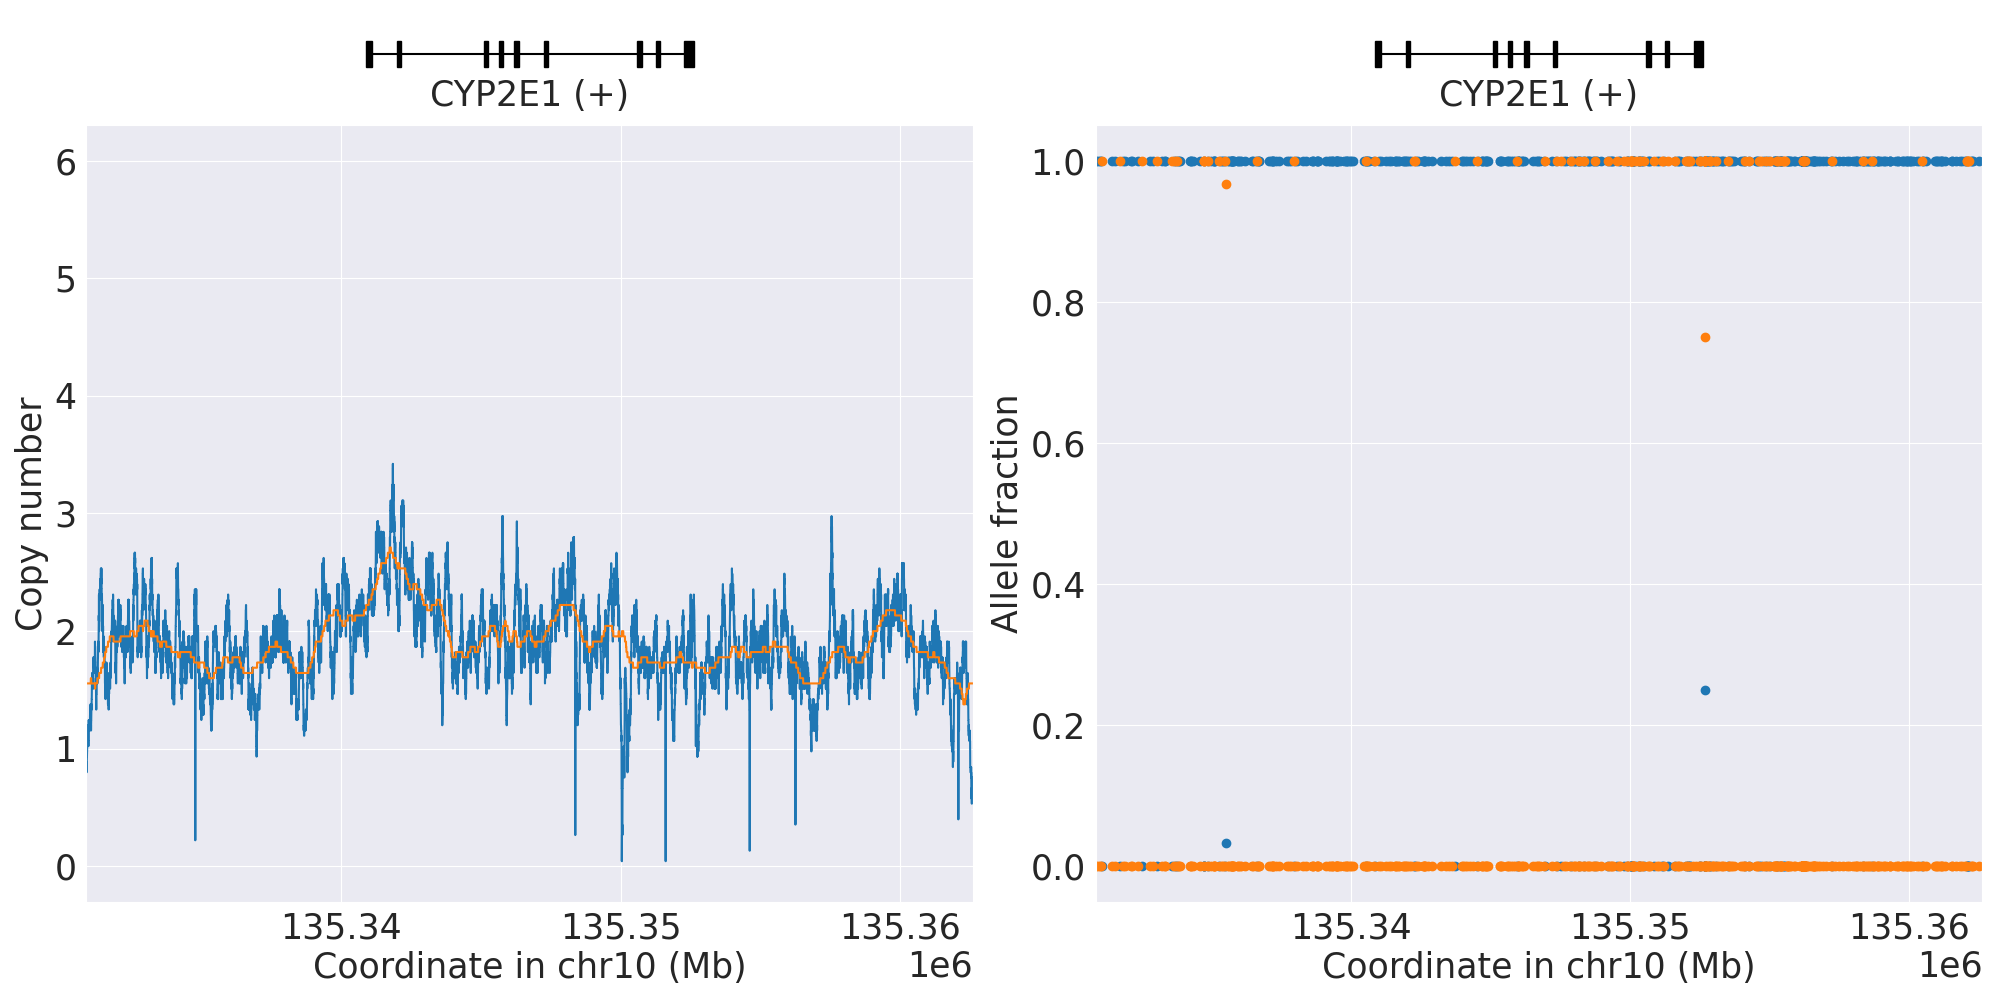 CYP2E1 (+)
6
5
4
3
2
1
0
Copy number
135.34
135.35
135.36
Coordinate in chr10 (Mb)
1e6
CYP2E1 (+)
1.0
0.8
0.6
0.4
0.2
0.0
Allele fraction
135.34
135.35
135.36
Coordinate in chr10 (Mb)
1e6